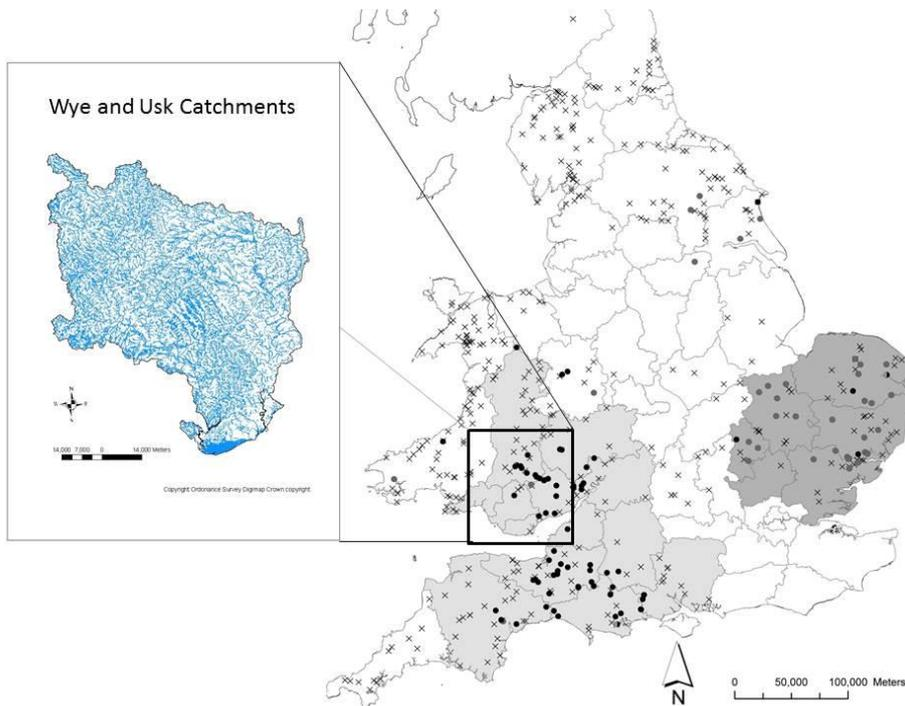 Wye and Usk Catchments
N
S
E
14,000 7,000 0 14,000 Meters
Copyright Ordonance Survey Digimap Crown copyright
N
0 50,000 100,000 Meters